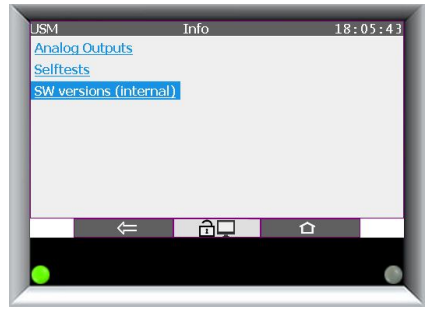 USM Info 18:05:43
Analog Outputs
Selftests
SW versions (internal)